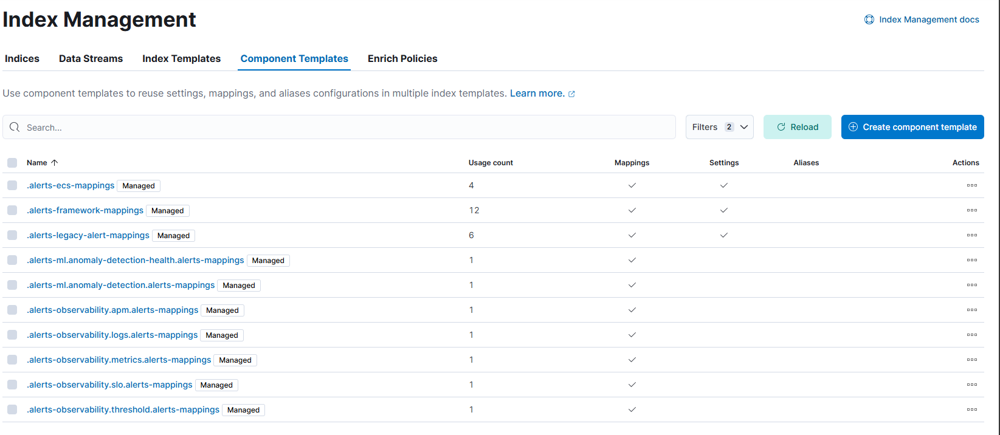 Index Management
Index Management docs
Indices Data Streams Index Templates Component Templates Enrich Policies
Use component templates to reuse settings, mappings, and aliases configurations in multiple index templates. Learn more.
Search... Filters 2 Reload Create component template
Name Usage count Mappings Settings Aliases Actions
.alerts-ecs-mappings Managed 4
.alerts-framework-mappings Managed 12
.alerts-legacy-alert-mappings Managed 6
.alerts-ml.anomaly-detection-health.alerts-mappings Managed 1
.alerts-ml.anomaly-detection.alerts-mappings Managed 1
.alerts-observability.apm.alerts-mappings Managed 1
.alerts-observability.logs.alerts-mappings Managed 1
.alerts-observability.metrics.alerts-mappings Managed 1
.alerts-observability.slo.alerts-mappings Managed 1
.alerts-observability.threshold.alerts-mappings Managed 1